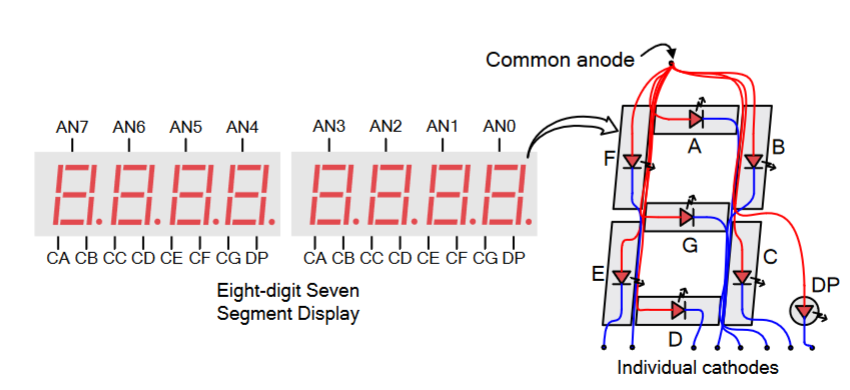 Common anode
AN7 AN6 AN5 AN4 AN3 AN2 AN1 AN0
A
F
B
G
E
C
D
DP
CA CB CC CD CE CF CG DP CA CB CC CD CE CF CG DP
Eight-digit Seven
Segment Display
Individual cathodes